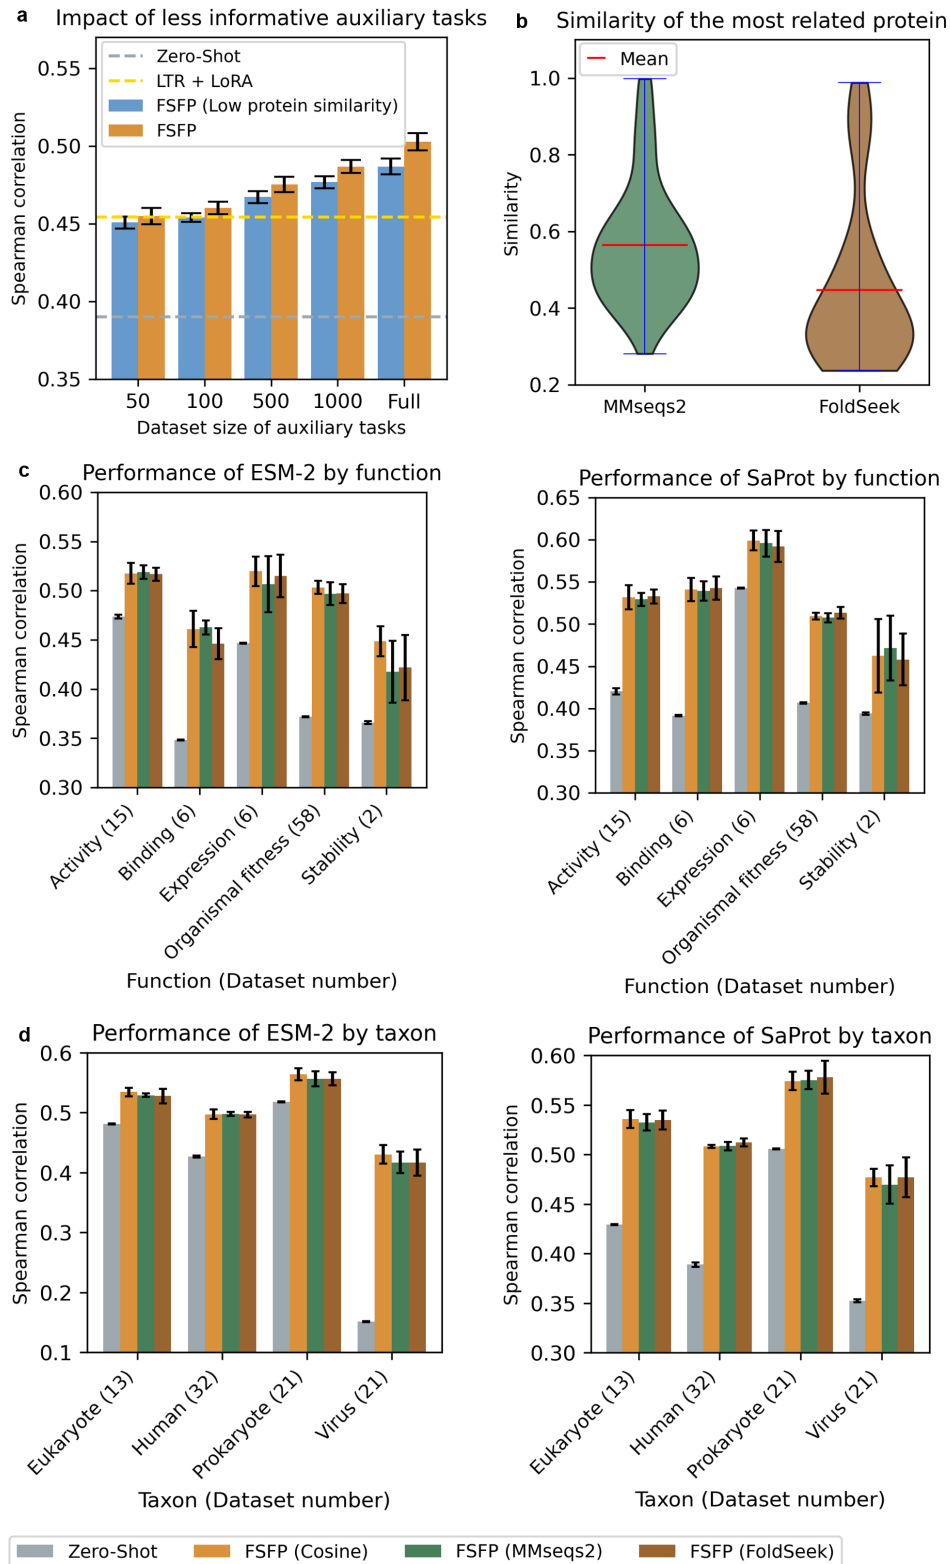 a Impact of less informative auxiliary tasks
Spearman correlation
0.55
0.50
0.45
0.40
0.35
Zero-Shot
LTR + LoRA
FSFP (Low protein similarity)
FSFP
50 100 500 1000 Full
Dataset size of auxiliary tasks
b Similarity of the most related protein
Similarity
1.0
0.8
0.6
0.4
0.2
Mean
MMseqs2 FoldSeek
c Performance of ESM-2 by function
Spearman correlation
0.60
0.55
0.50
0.45
0.40
0.35
0.30
Activity (15)
Binding (6)
Expression (6)
Organismal fitness (58)
Stability (2)
Function (Dataset number)
Performance of SaProt by function
Spearman correlation
0.65
0.60
0.55
0.50
0.45
0.40
0.35
0.30
Activity (15)
Binding (6)
Expression (6)
Organismal fitness (58)
Stability (2)
Function (Dataset number)
d Performance of ESM-2 by taxon
Spearman correlation
0.6
0.5
0.4
0.3
0.2
0.1
Eukaryote (13)
Human (32)
Prokaryote (21)
Virus (21)
Taxon (Dataset number)
Performance of SaProt by taxon
Spearman correlation
0.60
0.55
0.50
0.45
0.40
0.35
0.30
Eukaryote (13)
Human (32)
Prokaryote (21)
Virus (21)
Taxon (Dataset number)
Zero-Shot FSFP (Cosine) FSFP (MMseqs2) FSFP (FoldSeek)